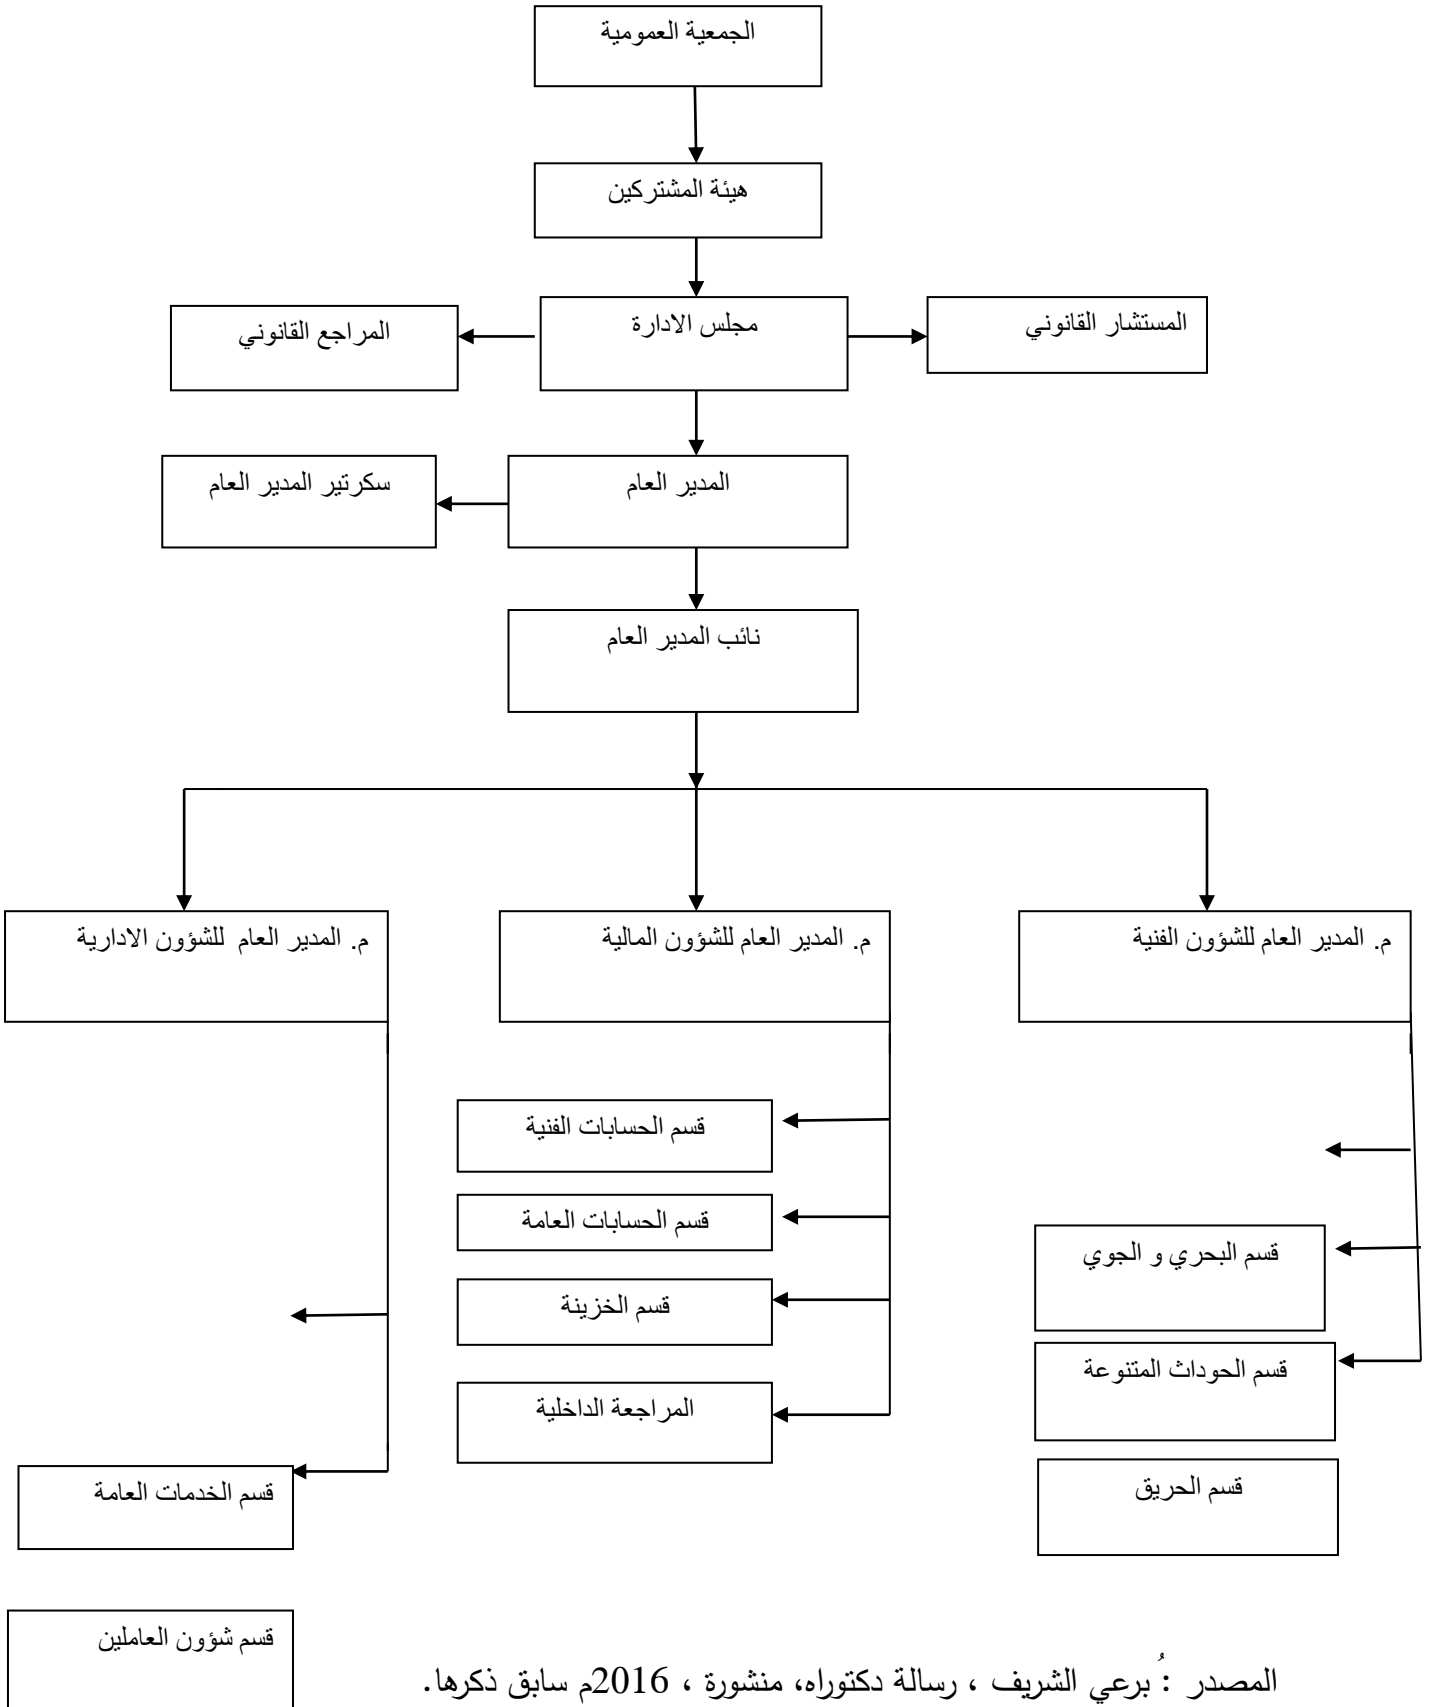 الجمعية العمومية
هيئة المشتركين
المستشار القانوني
مجلس الادارة
المراجع القانوني
المدير العام
سكرتير المدير العام
نائب المدير العام
م. المدير العام للشؤون الفنية
م. المدير العام للشؤون المالية
م. المدير العام للشؤون الادارية
قسم البحري و الجوي
قسم الحوداث المتنوعة
قسم الحريق
قسم الحسابات الفنية
قسم الحسابات العامة
قسم الخزينة
المراجعة الداخلية
قسم الخدمات العامة
قسم شؤون العاملين
المصدر : ُبرعي الشريف ، رسالة دكتوراه، منشورة ، 2016م سابق ذكرها.